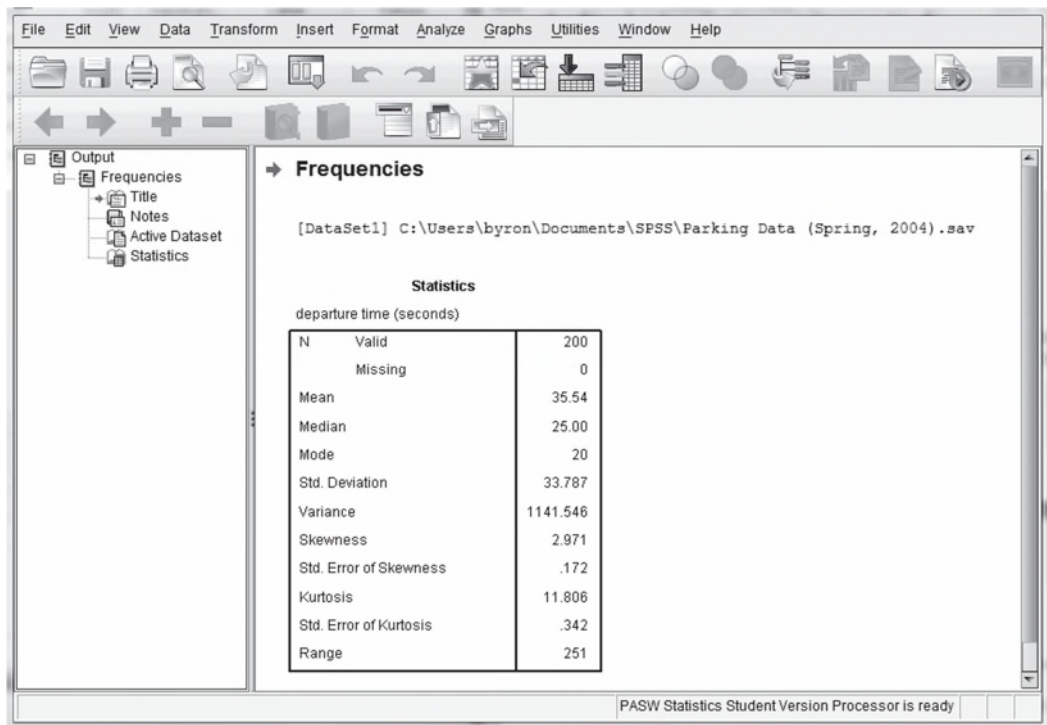 File Edit View Data Transform Insert Format Analyze Graphs Utilities Window Help
Output
Frequencies
Title
Notes
Active Dataset
Statistics
Frequencies
[DataSet1] C:\Users\byron\Documents\SPSS\Parking Data (Spring, 2004).sav
Statistics
departure time (seconds)
N Valid 200
Missing 0
Mean 35.54
Median 25.00
Mode 20
Std. Deviation 33.787
Variance 1141.546
Skewness 2.971
Std. Error of Skewness .172
Kurtosis 11.806
Std. Error of Kurtosis .342
Range 251
PASW Statistics Student Version Processor is ready